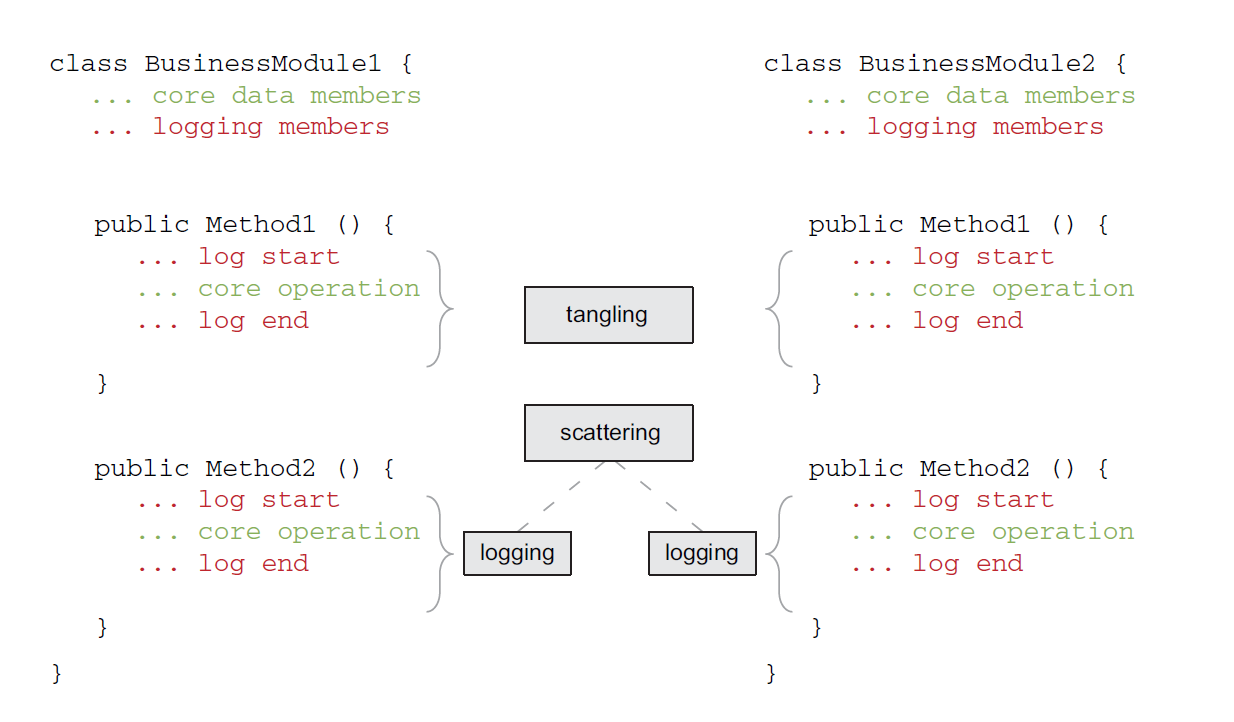 class BusinessModule1 {
... core data members
... logging members
public Method1 () {
... log start
... core operation
... log end
}
public Method2 () {
... log start
... core operation
... log end
}
}
tangling
scattering
logging
logging
class BusinessModule2 {
... core data members
... logging members
public Method1 () {
... log start
... core operation
... log end
}
public Method2 () {
... log start
... core operation
... log end
}
}